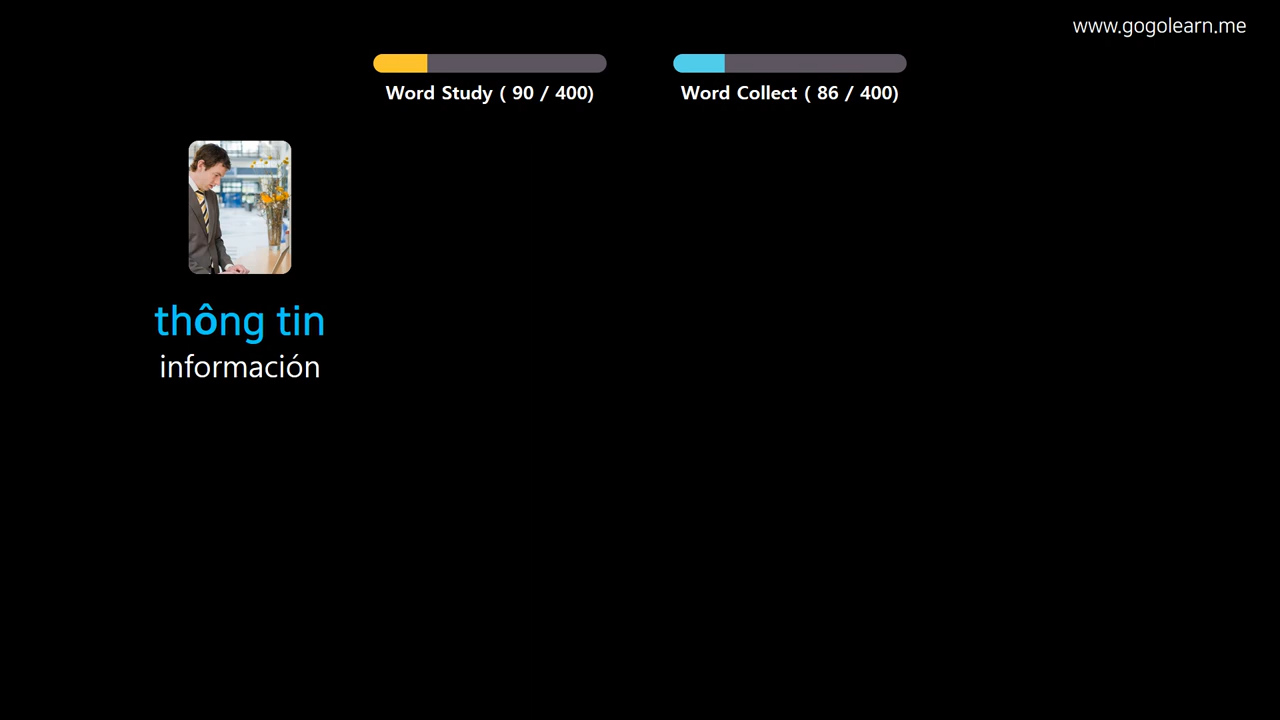 www.gogolearn.me
Word Study ( 90 / 400)
Word Collect ( 86 / 400)
thông tin
información